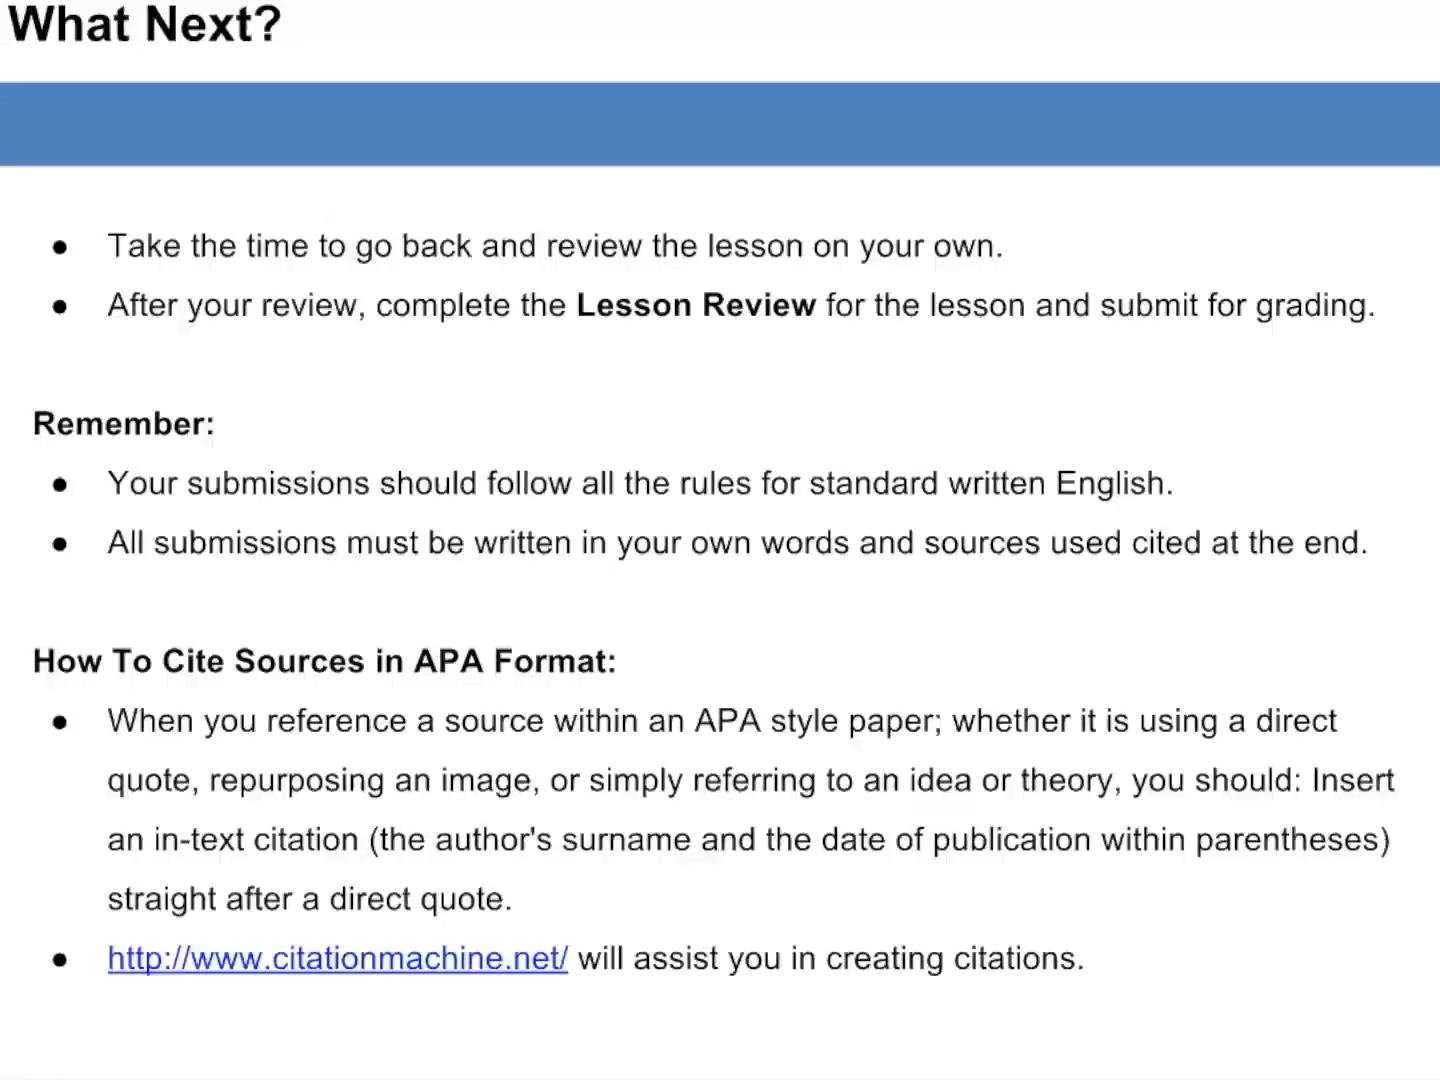 What Next?
● Take the time to go back and review the lesson on your own.
● After your review, complete the Lesson Review for the lesson and submit for grading.
Remember:
● Your submissions should follow all the rules for standard written English.
● All submissions must be written in your own words and sources used cited at the end.
How To Cite Sources in APA Format:
● When you reference a source within an APA style paper; whether it is using a direct
quote, repurposing an image, or simply referring to an idea or theory, you should: Insert
an in-text citation (the author's surname and the date of publication within parentheses)
straight after a direct quote.
● http://www.citationmachine.net/ will assist you in creating citations.